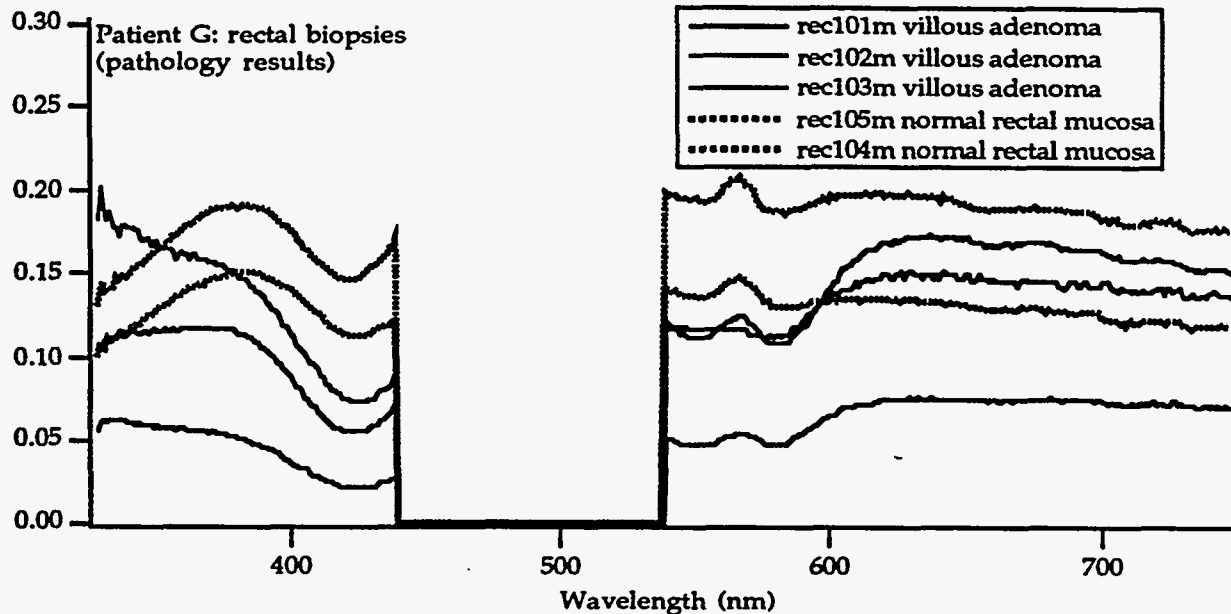 0.30
0.25
0.20
0.15
0.10
0.05
0.00
Patient G: rectal biopsies
(pathology results)
rec101m villous adenoma
rec102m villous adenoma
rec103m villous adenoma
rec105m normal rectal mucosa
rec104m normal rectal mucosa
400
500
600
700
Wavelength (nm)